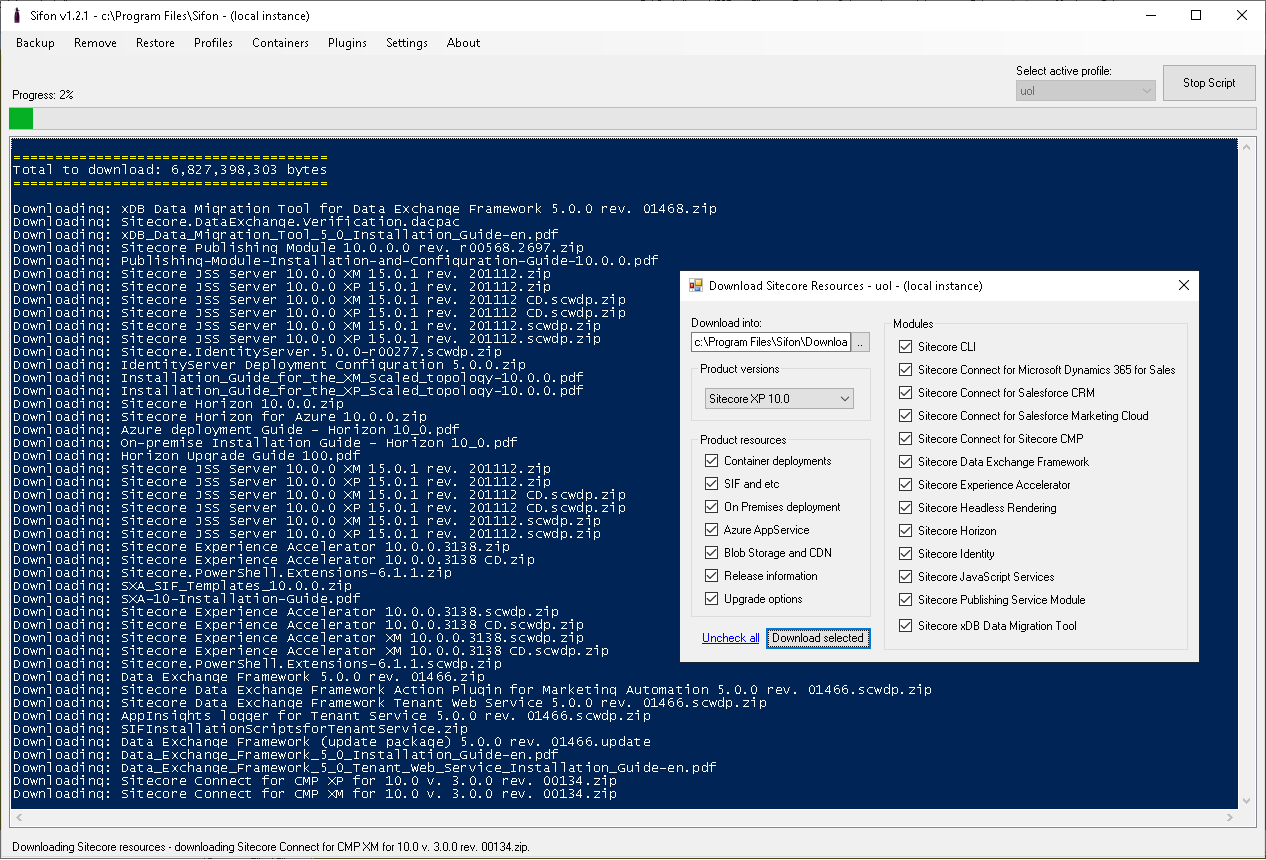 Sifon v1.2.1 - c:\Program Files\Sifon - (local instance)
Backup Remove Restore Profiles Containers Plugins Settings About
Select active profile:
uol
Stop Script
Progress: 2%
======================================
Total to download: 6,827,398,303 bytes
======================================
Downloading: xDB Data Migration Tool for Data Exchange Framework 5.0.0 rev. 01468.zip
Downloading: Sitecore.DataExchange.Verification.dacpac
Downloading: xDB_Data_Migration_Tool_5_0_Installation_Guide-en.pdf
Downloading: Sitecore Publishing Module 10.0.0.0 rev. r00568.2697.zip
Downloading: Publishing-Module-Installation-and-Configuration-Guide-10.0.0.pdf
Downloading: Sitecore JSS Server 10.0.0 XM 15.0.1 rev. 201112.zip
Downloading: Sitecore JSS Server 10.0.0 XP 15.0.1 rev. 201112.zip
Downloading: Sitecore JSS Server 10.0.0 XM 15.0.1 rev. 201112 CD.scwdp.zip
Downloading: Sitecore JSS Server 10.0.0 XP 15.0.1 rev. 201112 CD.scwdp.zip
Downloading: Sitecore JSS Server 10.0.0 XM 15.0.1 rev. 201112.scwdp.zip
Downloading: Sitecore JSS Server 10.0.0 XP 15.0.1 rev. 201112.scwdp.zip
Downloading: Sitecore.IdentityServer.5.0.0-r00277.scwdp.zip
Downloading: IdentityServer Deployment Configuration 5.0.0.zip
Downloading: Installation_Guide_for_the_XM_Scaled_topology-10.0.0.pdf
Downloading: Installation_Guide_for_the_XP_Scaled_topology-10.0.0.pdf
Downloading: Sitecore Horizon 10.0.0.zip
Downloading: Sitecore Horizon for Azure 10.0.0.zip
Downloading: Azure deployment Guide - Horizon 10_0.pdf
Downloading: On-premise Installation Guide - Horizon 10_0.pdf
Downloading: Horizon Upgrade Guide 100.pdf
Downloading: Sitecore JSS Server 10.0.0 XM 15.0.1 rev. 201112.zip
Downloading: Sitecore JSS Server 10.0.0 XP 15.0.1 rev. 201112.zip
Downloading: Sitecore JSS Server 10.0.0 XM 15.0.1 rev. 201112 CD.scwdp.zip
Downloading: Sitecore JSS Server 10.0.0 XP 15.0.1 rev. 201112 CD.scwdp.zip
Downloading: Sitecore JSS Server 10.0.0 XM 15.0.1 rev. 201112.scwdp.zip
Downloading: Sitecore JSS Server 10.0.0 XP 15.0.1 rev. 201112.scwdp.zip
Downloading: Sitecore Experience Accelerator 10.0.0.3138.zip
Downloading: Sitecore Experience Accelerator 10.0.0.3138 CD.zip
Downloading: Sitecore.PowerShell.Extensions-6.1.1.zip
Downloading: SXA_SIF_Templates_10.0.0.zip
Downloading: SXA-10-Installation-Guide.pdf
Downloading: Sitecore Experience Accelerator 10.0.0.3138.scwdp.zip
Downloading: Sitecore Experience Accelerator 10.0.0.3138 CD.scwdp.zip
Downloading: Sitecore Experience Accelerator XM 10.0.0.3138.scwdp.zip
Downloading: Sitecore Experience Accelerator XM 10.0.0.3138 CD.scwdp.zip
Downloading: Sitecore.PowerShell.Extensions-6.1.1.scwdp.zip
Downloading: Data Exchange Framework 5.0.0 rev. 01466.zip
Downloading: Sitecore Data Exchange Framework Action Plugin for Marketing Automation 5.0.0 rev. 01466.scwdp.zip
Downloading: Sitecore Data Exchange Framework Tenant Web Service 5.0.0 rev. 01466.scwdp.zip
Downloading: AppInsights logger for Tenant Service 5.0.0 rev. 01466.scwdp.zip
Downloading: SIFInstallationScriptsforTenantService.zip
Downloading: Data Exchange Framework (update package) 5.0.0 rev. 01466.update
Downloading: Data_Exchange_Framework_5_0_Installation_Guide-en.pdf
Downloading: Data_Exchange_Framework_5_0_Tenant_Web_Service_Installation_Guide-en.pdf
Downloading: Sitecore Connect for CMP XP for 10.0 v. 3.0.0 rev. 00134.zip
Downloading: Sitecore Connect for CMP XM for 10.0 v. 3.0.0 rev. 00134.zip
Download Sitecore Resources - uol - (local instance)
Download into:
c:\Program Files\Sifon\Downloa ..
Product versions
Sitecore XP 10.0
Product resources
Container deployments
SIF and etc
On Premises deployment
Azure AppService
Blob Storage and CDN
Release information
Upgrade options
Uncheck all Download selected
Modules
Sitecore CLI
Sitecore Connect for Microsoft Dynamics 365 for Sales
Sitecore Connect for Salesforce CRM
Sitecore Connect for Salesforce Marketing Cloud
Sitecore Connect for Sitecore CMP
Sitecore Data Exchange Framework
Sitecore Experience Accelerator
Sitecore Headless Rendering
Sitecore Horizon
Sitecore Identity
Sitecore JavaScript Services
Sitecore Publishing Service Module
Sitecore xDB Data Migration Tool
Downloading Sitecore resources - downloading Sitecore Connect for CMP XM for 10.0 v. 3.0.0 rev. 00134.zip.